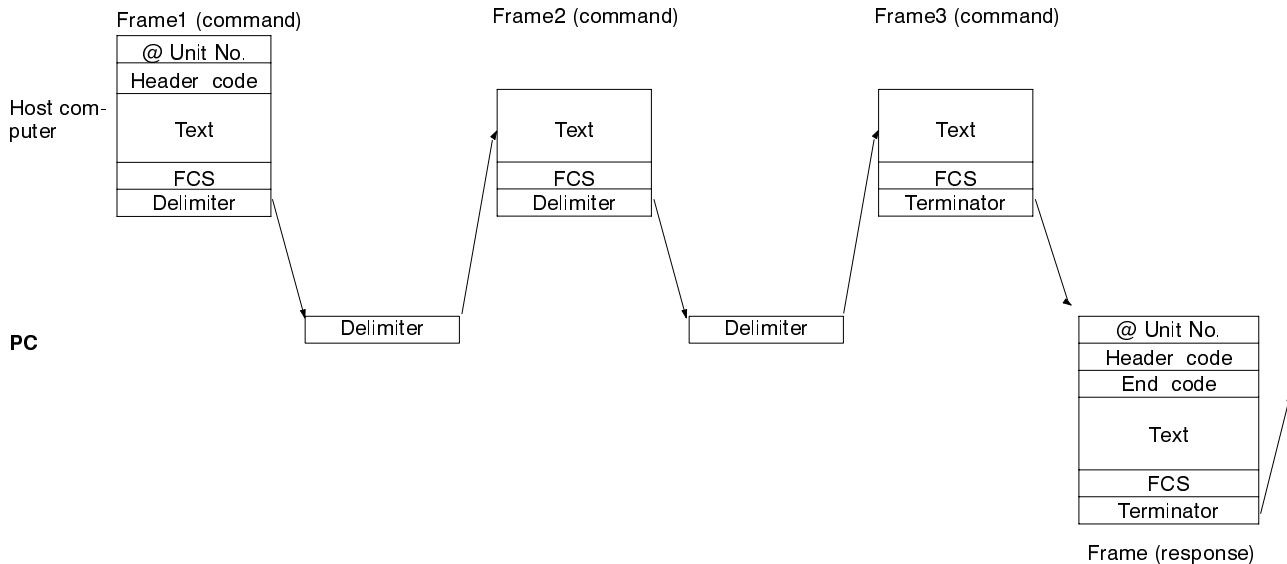 Frame1 (command)
Frame2 (command)
Frame3 (command)
Host com-
puter
@ Unit No.
Header code
Text
FCS
Delimiter
Text
FCS
Delimiter
Text
FCS
Terminator
PC
Delimiter
Delimiter
@ Unit No.
Header code
End code
Text
FCS
Terminator
Frame (response)